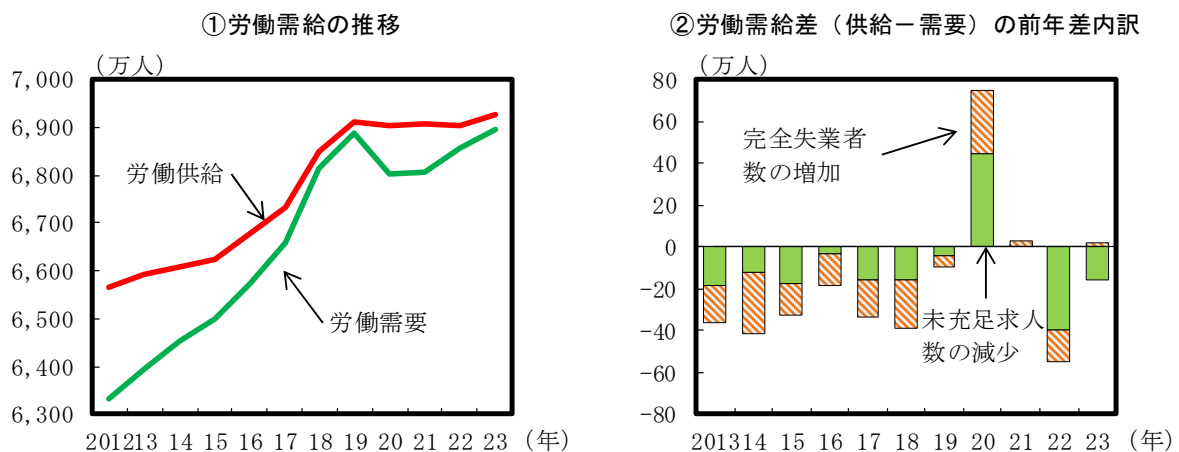 ①労働需給の推移
（万人）
7,000
6,900
6,800
6,700
6,600
6,500
6,400
6,300
労働供給
労働需要
201213 14 15 16 17 18 19 20 21 22 23 （年）
②労働需給差（供給－需要）の前年差内訳
（万人）
80
60
40
20
0
-20
-40
-60
-80
完全失業者
数の増加
未充足求人
数の減少
201314 15 16 17 18 19 20 21 22 23 （年）